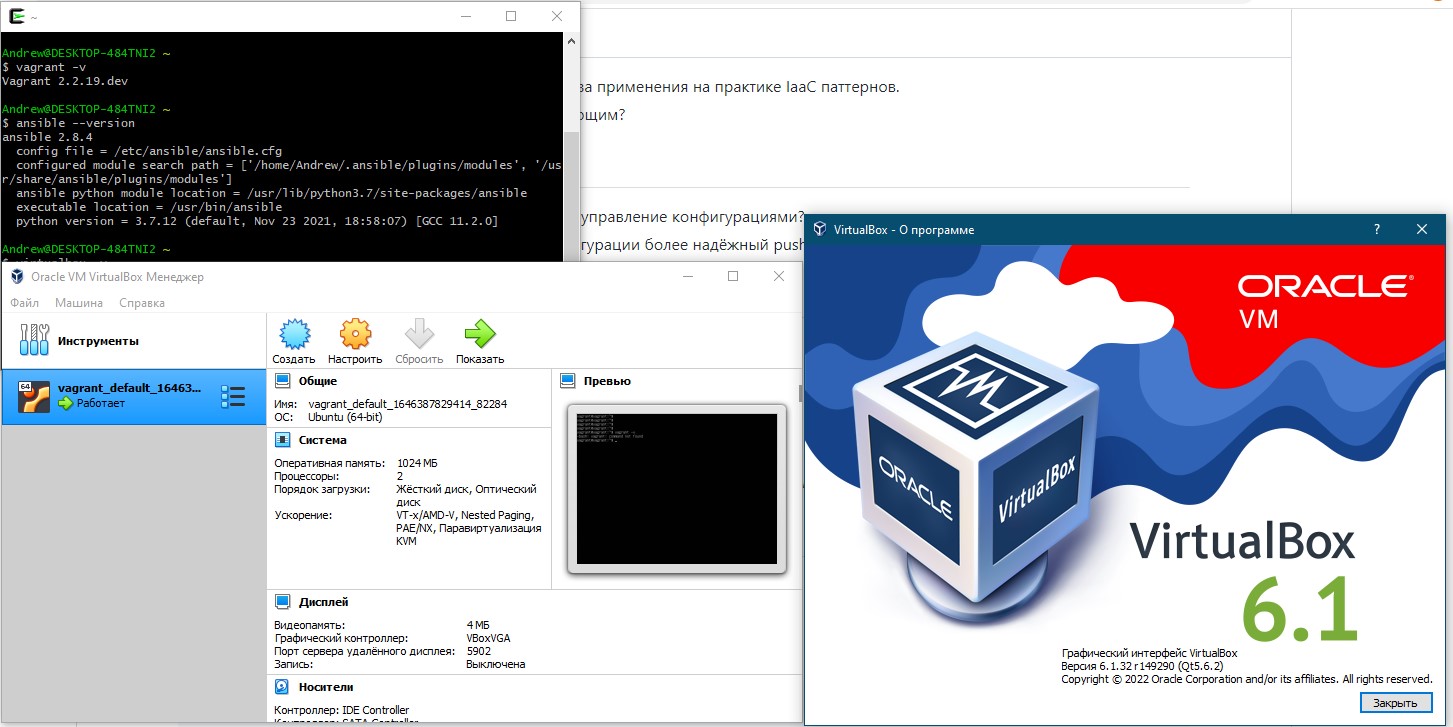 ~
Andrew@DESKTOP-484TNI2 ~
$ vagrant -v
Vagrant 2.2.19.dev
Andrew@DESKTOP-484TNI2 ~
$ ansible --version
ansible 2.8.4
config file = /etc/ansible/ansible.cfg
configured module search path = ['/home/Andrew/.ansible/plugins/modules', '/us
r/share/ansible/plugins/modules']
ansible python module location = /usr/lib/python3.7/site-packages/ansible
executable location = /usr/bin/ansible
python version = 3.7.12 (default, Nov 23 2021, 18:58:07) [GCC 11.2.0]
Andrew@DESKTOP-484TNI2 ~
применения на практике IaaC паттернов.
управление конфигурациями?
более надёжный push
Oracle VM VirtualBox Менеджер
Файл Машина Справка
Инструменты
Создать Настроить Сбросить Показать
vagrant_default_16463...
Работает
Общие
Имя: vagrant_default_1646387829414_82284
ОС: Ubuntu (64-bit)
Система
Оперативная память: 1024 МБ
Процессоры: 2
Порядок загрузки: Жёсткий диск, Оптический
диск
Ускорение: VT-x/AMD-V, Nested Paging,
PAE/NX, Паравиртуализация
KVM
Превью
Дисплей
Видеопамять: 4 МБ
Графический контроллер: VBoxVGA
Порт сервера удалённого дисплея: 5902
Запись: Выключена
Носители
Контроллер: IDE Controller
Контроллер: SATA Controller
VirtualBox - О программе
ORACLE®
VM
ORACLE
VirtualBox
VirtualBox
6.1
Графический интерфейс VirtualBox
Версия 6.1.32 r149290 (Qt5.6.2)
Copyright © 2022 Oracle Corporation and/or its affiliates. All rights reserved.
Закрыть